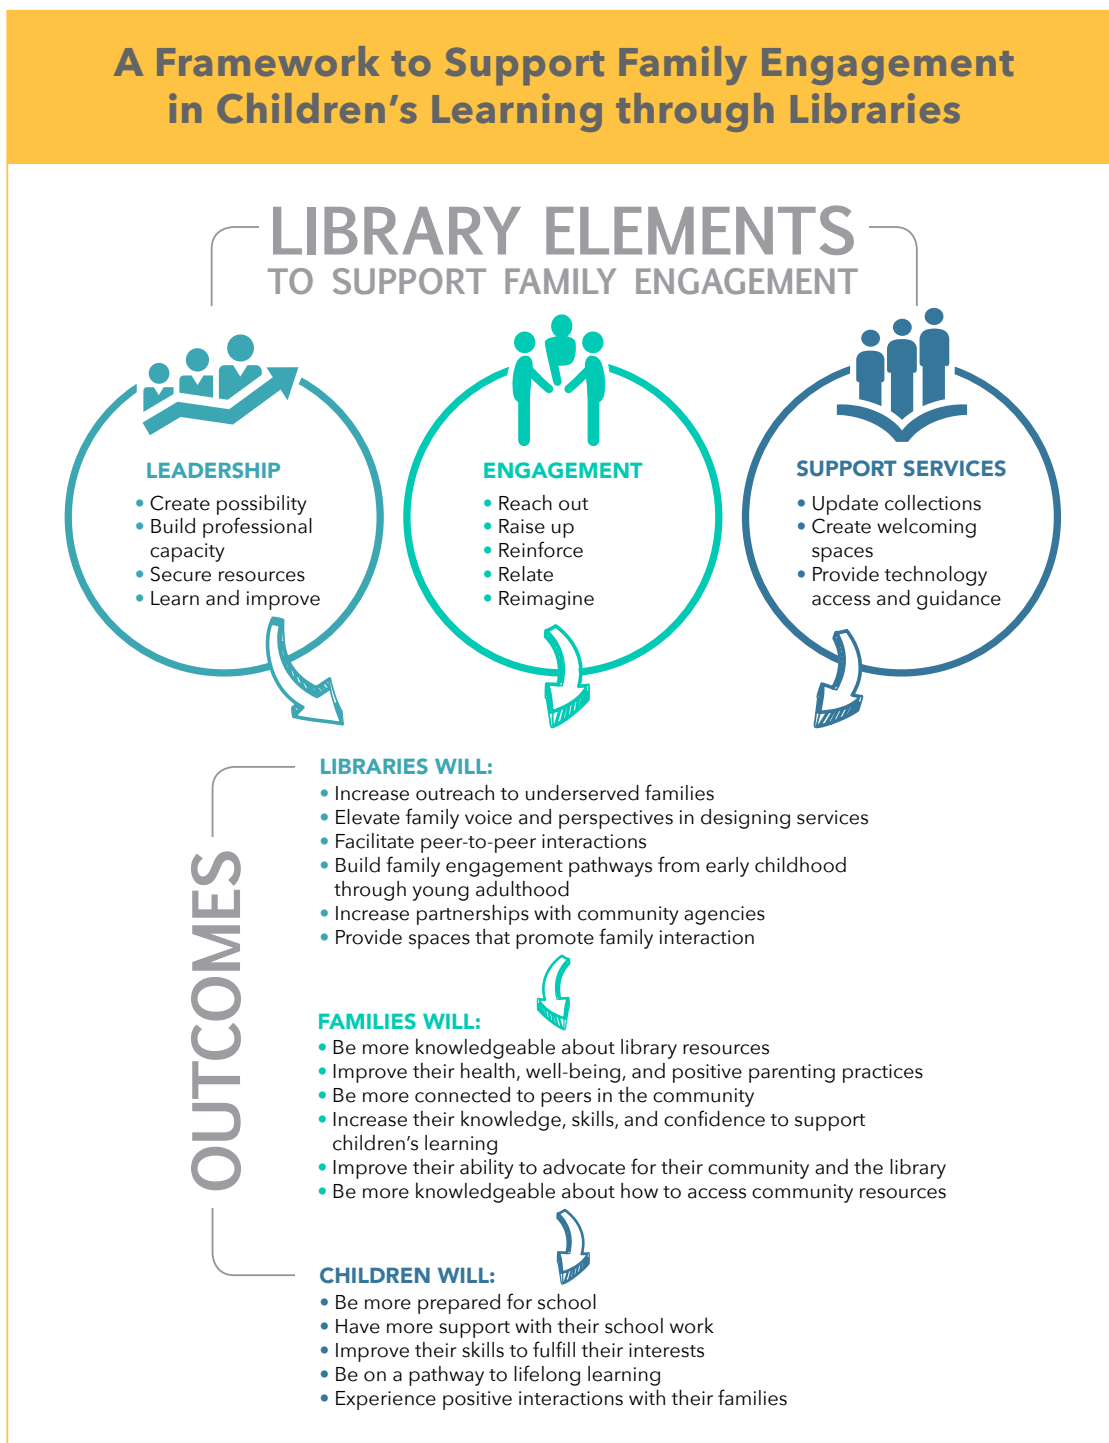 A Framework to Support Family Engagement
in Children’s Learning through Libraries
LIBRARY ELEMENTS
TO SUPPORT FAMILY ENGAGEMENT
LEADERSHIP
• Create possibility
• Build professional
capacity
• Secure resources
• Learn and improve
ENGAGEMENT
• Reach out
• Raise up
• Reinforce
• Relate
• Reimagine
SUPPORT SERVICES
• Update collections
• Create welcoming
spaces
• Provide technology
access and guidance
OUTCOMES
LIBRARIES WILL:
• Increase outreach to underserved families
• Elevate family voice and perspectives in designing services
• Facilitate peer-to-peer interactions
• Build family engagement pathways from early childhood
through young adulthood
• Increase partnerships with community agencies
• Provide spaces that promote family interaction
FAMILIES WILL:
• Be more knowledgeable about library resources
• Improve their health, well-being, and positive parenting practices
• Be more connected to peers in the community
• Increase their knowledge, skills, and confidence to support
children’s learning
• Improve their ability to advocate for their community and the library
• Be more knowledgeable about how to access community resources
CHILDREN WILL:
• Be more prepared for school
• Have more support with their school work
• Improve their skills to fulfill their interests
• Be on a pathway to lifelong learning
• Experience positive interactions with their families